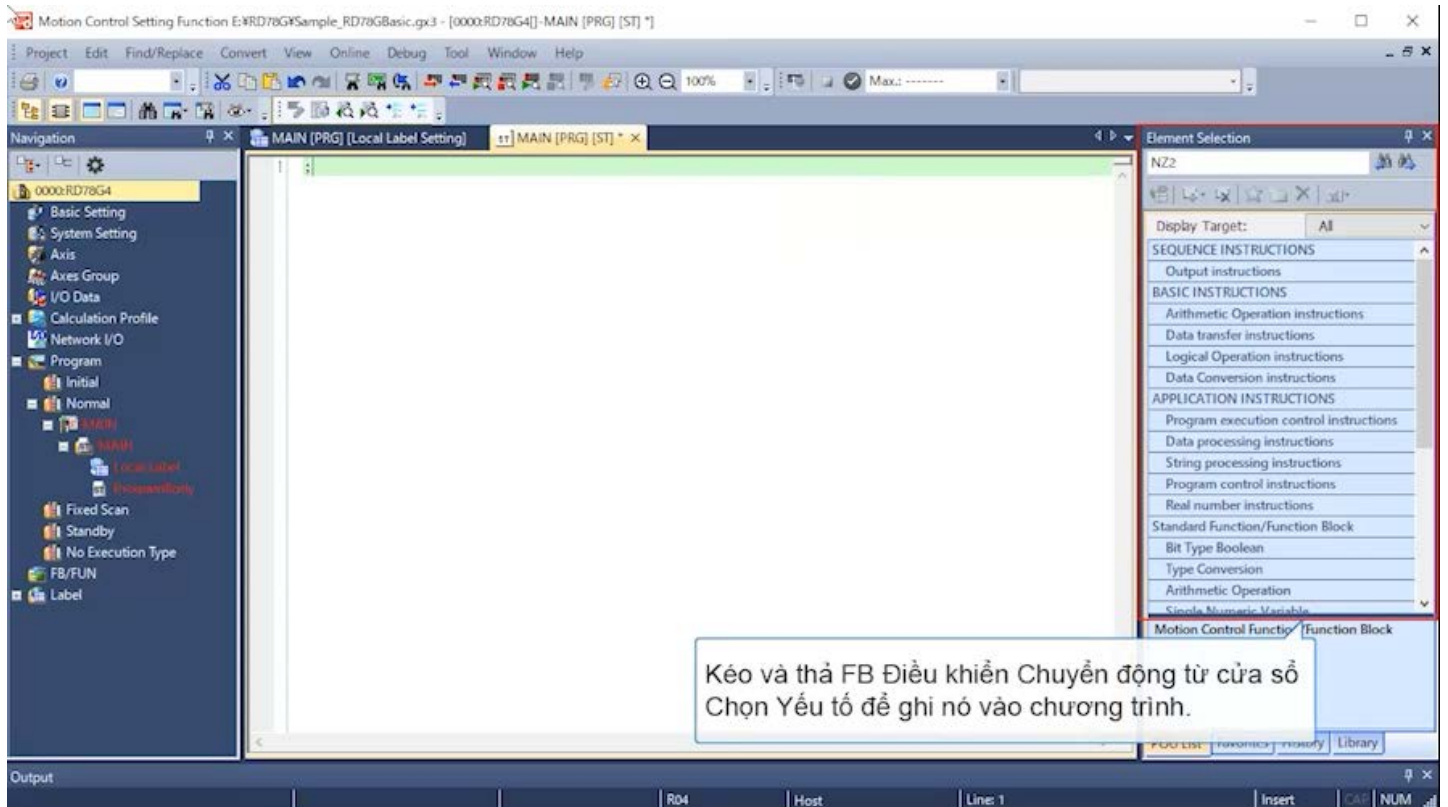 Motion Control Setting Function E:¥RD78G¥Sample_RD78GBasic.gx3 - [0000:RD78G4[]-MAIN [PRG] [ST] *]
Project Edit Find/Replace Convert View Online Debug Tool Window Help
100% Max.: -------
Navigation
MAIN [PRG] [Local Label Setting]
ST MAIN [PRG] [ST] *
Element Selection
1 ;
NZ2
0000:RD78G4
Basic Setting
System Setting
Axis
Axes Group
I/O Data
Calculation Profile
Network I/O
Program
Initial
Normal
MAIN
MAIN
Local Label
ProgramBody
Fixed Scan
Standby
No Execution Type
FB/FUN
Label
Display Target: All
SEQUENCE INSTRUCTIONS
Output instructions
BASIC INSTRUCTIONS
Arithmetic Operation instructions
Data transfer instructions
Logical Operation instructions
Data Conversion instructions
APPLICATION INSTRUCTIONS
Program execution control instructions
Data processing instructions
String processing instructions
Program control instructions
Real number instructions
Standard Function/Function Block
Bit Type Boolean
Type Conversion
Arithmetic Operation
Single Numeric Variable
Motion Control Function/Function Block
Kéo và thả FB Điều khiển Chuyển động từ cửa sổ
Chọn Yếu tố để ghi nó vào chương trình.
POU List Favorites History Library
Output
R04 Host Line: 1 Insert CAP NUM